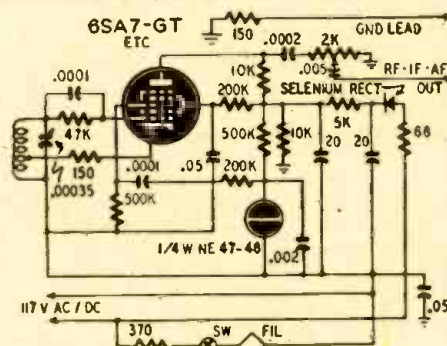 6SA7-GT
ETC
150
GND LEAD
.0002
2K
.0001
10K
.005
RF-IF-AF
200K
SELENIUM RECT
OUT
47K
500K
10K
5K
68
150
.0001
.05
200K
20
20
.00035
500K
1/4 W NE 47-48
.002
.05
117 V AC / DC
370
SW
FIL